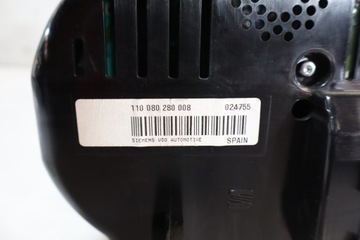 110 080 280 008 024755
SIEMENS VDO AUTOMOTIVE SPAIN